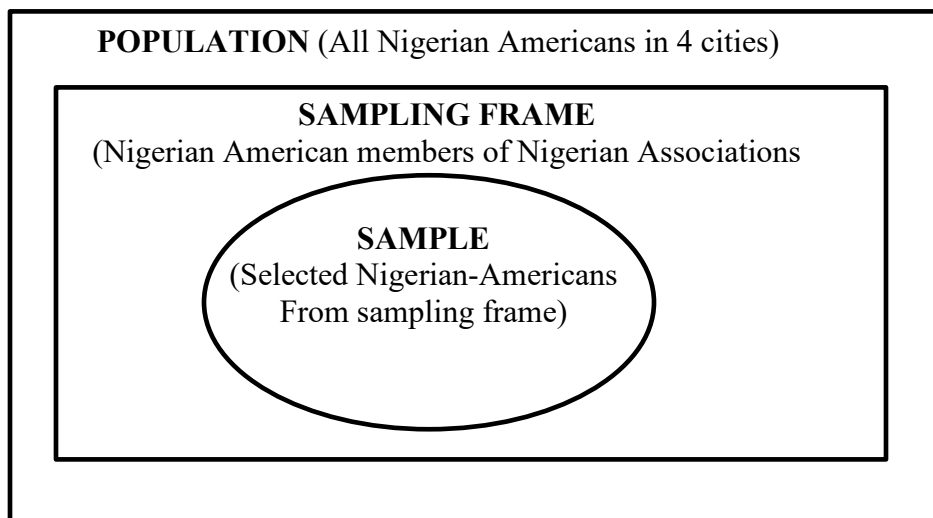 POPULATION (All Nigerian Americans in 4 cities)
SAMPLING FRAME
(Nigerian American members of Nigerian Associations
SAMPLE
(Selected Nigerian-Americans
From sampling frame)